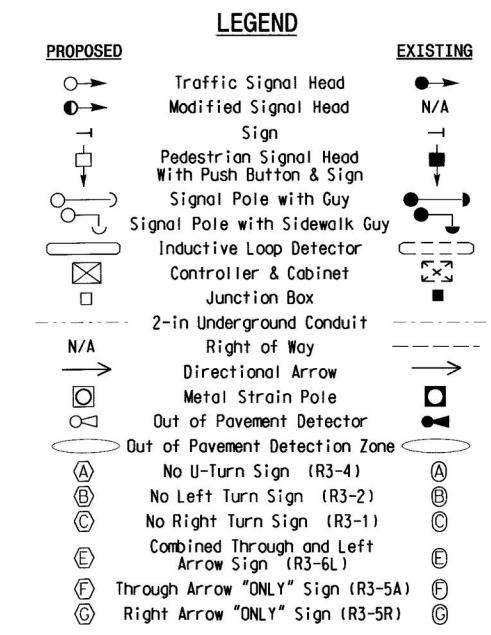 LEGEND
PROPOSED EXISTING
Traffic Signal Head
Modified Signal Head N/A
Sign
Pedestrian Signal Head
With Push Button & Sign
Signal Pole with Guy
Signal Pole with Sidewalk Guy
Inductive Loop Detector
Controller & Cabinet
Junction Box
2-in Underground Conduit
N/A Right of Way
Directional Arrow
Metal Strain Pole
Out of Pavement Detector
Out of Pavement Detection Zone
A No U-Turn Sign (R3-4) A
B No Left Turn Sign (R3-2) B
C No Right Turn Sign (R3-1) C
Combined Through and Left
E Arrow Sign (R3-6L) E
F Through Arrow "ONLY" Sign (R3-5A) F
G Right Arrow "ONLY" Sign (R3-5R) G